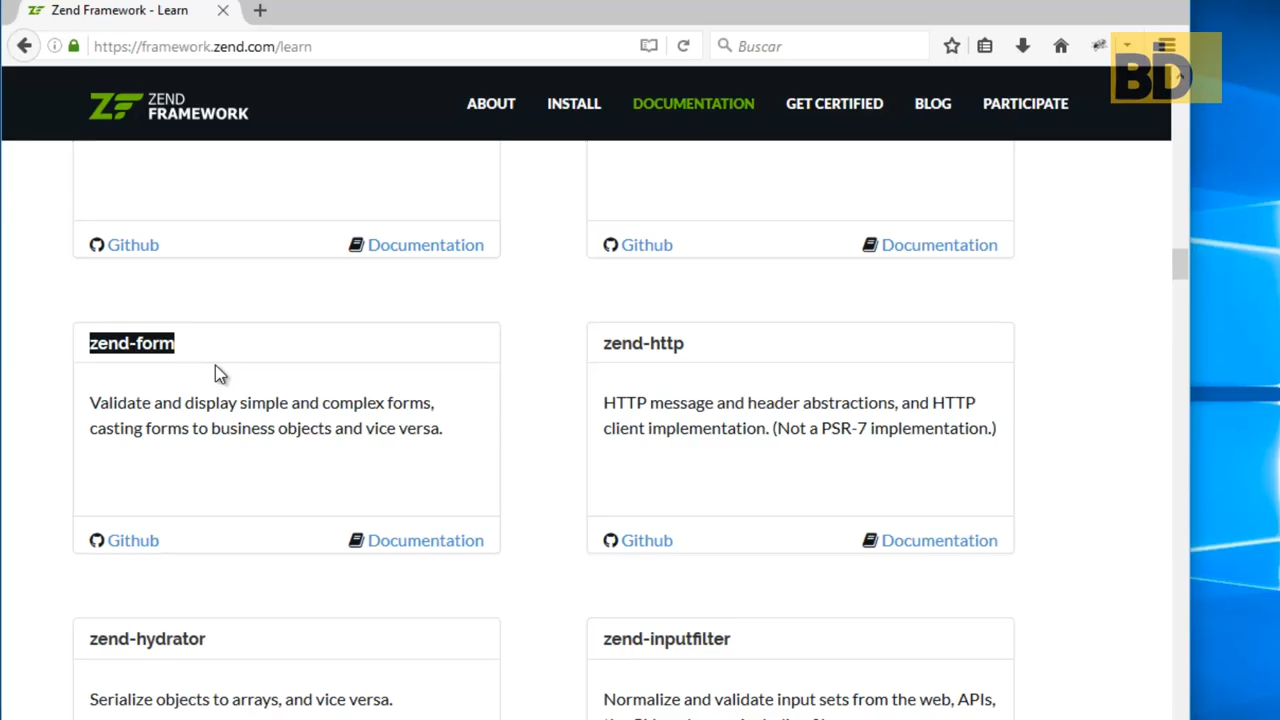 Zend Framework - Learn
https://framework.zend.com/learn
Buscar
BD
ZF ZEND FRAMEWORK
ABOUT INSTALL DOCUMENTATION GET CERTIFIED BLOG PARTICIPATE
Github Documentation
Github Documentation
zend-form
Validate and display simple and complex forms,
casting forms to business objects and vice versa.
Github Documentation
zend-http
HTTP message and header abstractions, and HTTP
client implementation. (Not a PSR-7 implementation.)
Github Documentation
zend-hydrator
Serialize objects to arrays, and vice versa.
zend-inputfilter
Normalize and validate input sets from the web, APIs,